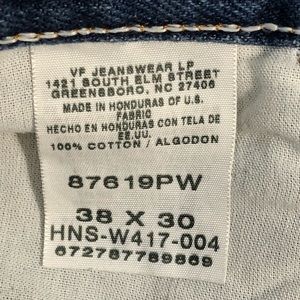 VF JEANSWEAR LP
1421 SOUTH ELM STREET
GREENSBORO, NC 27406
MADE IN HONDURAS OF U.S.
FABRIC
HECHO EN HONDURAS CON TELA DE
EE.UU.
100% COTTON / ALGODON
87619PW
38 X 30
HNS-W417-004
672787789869